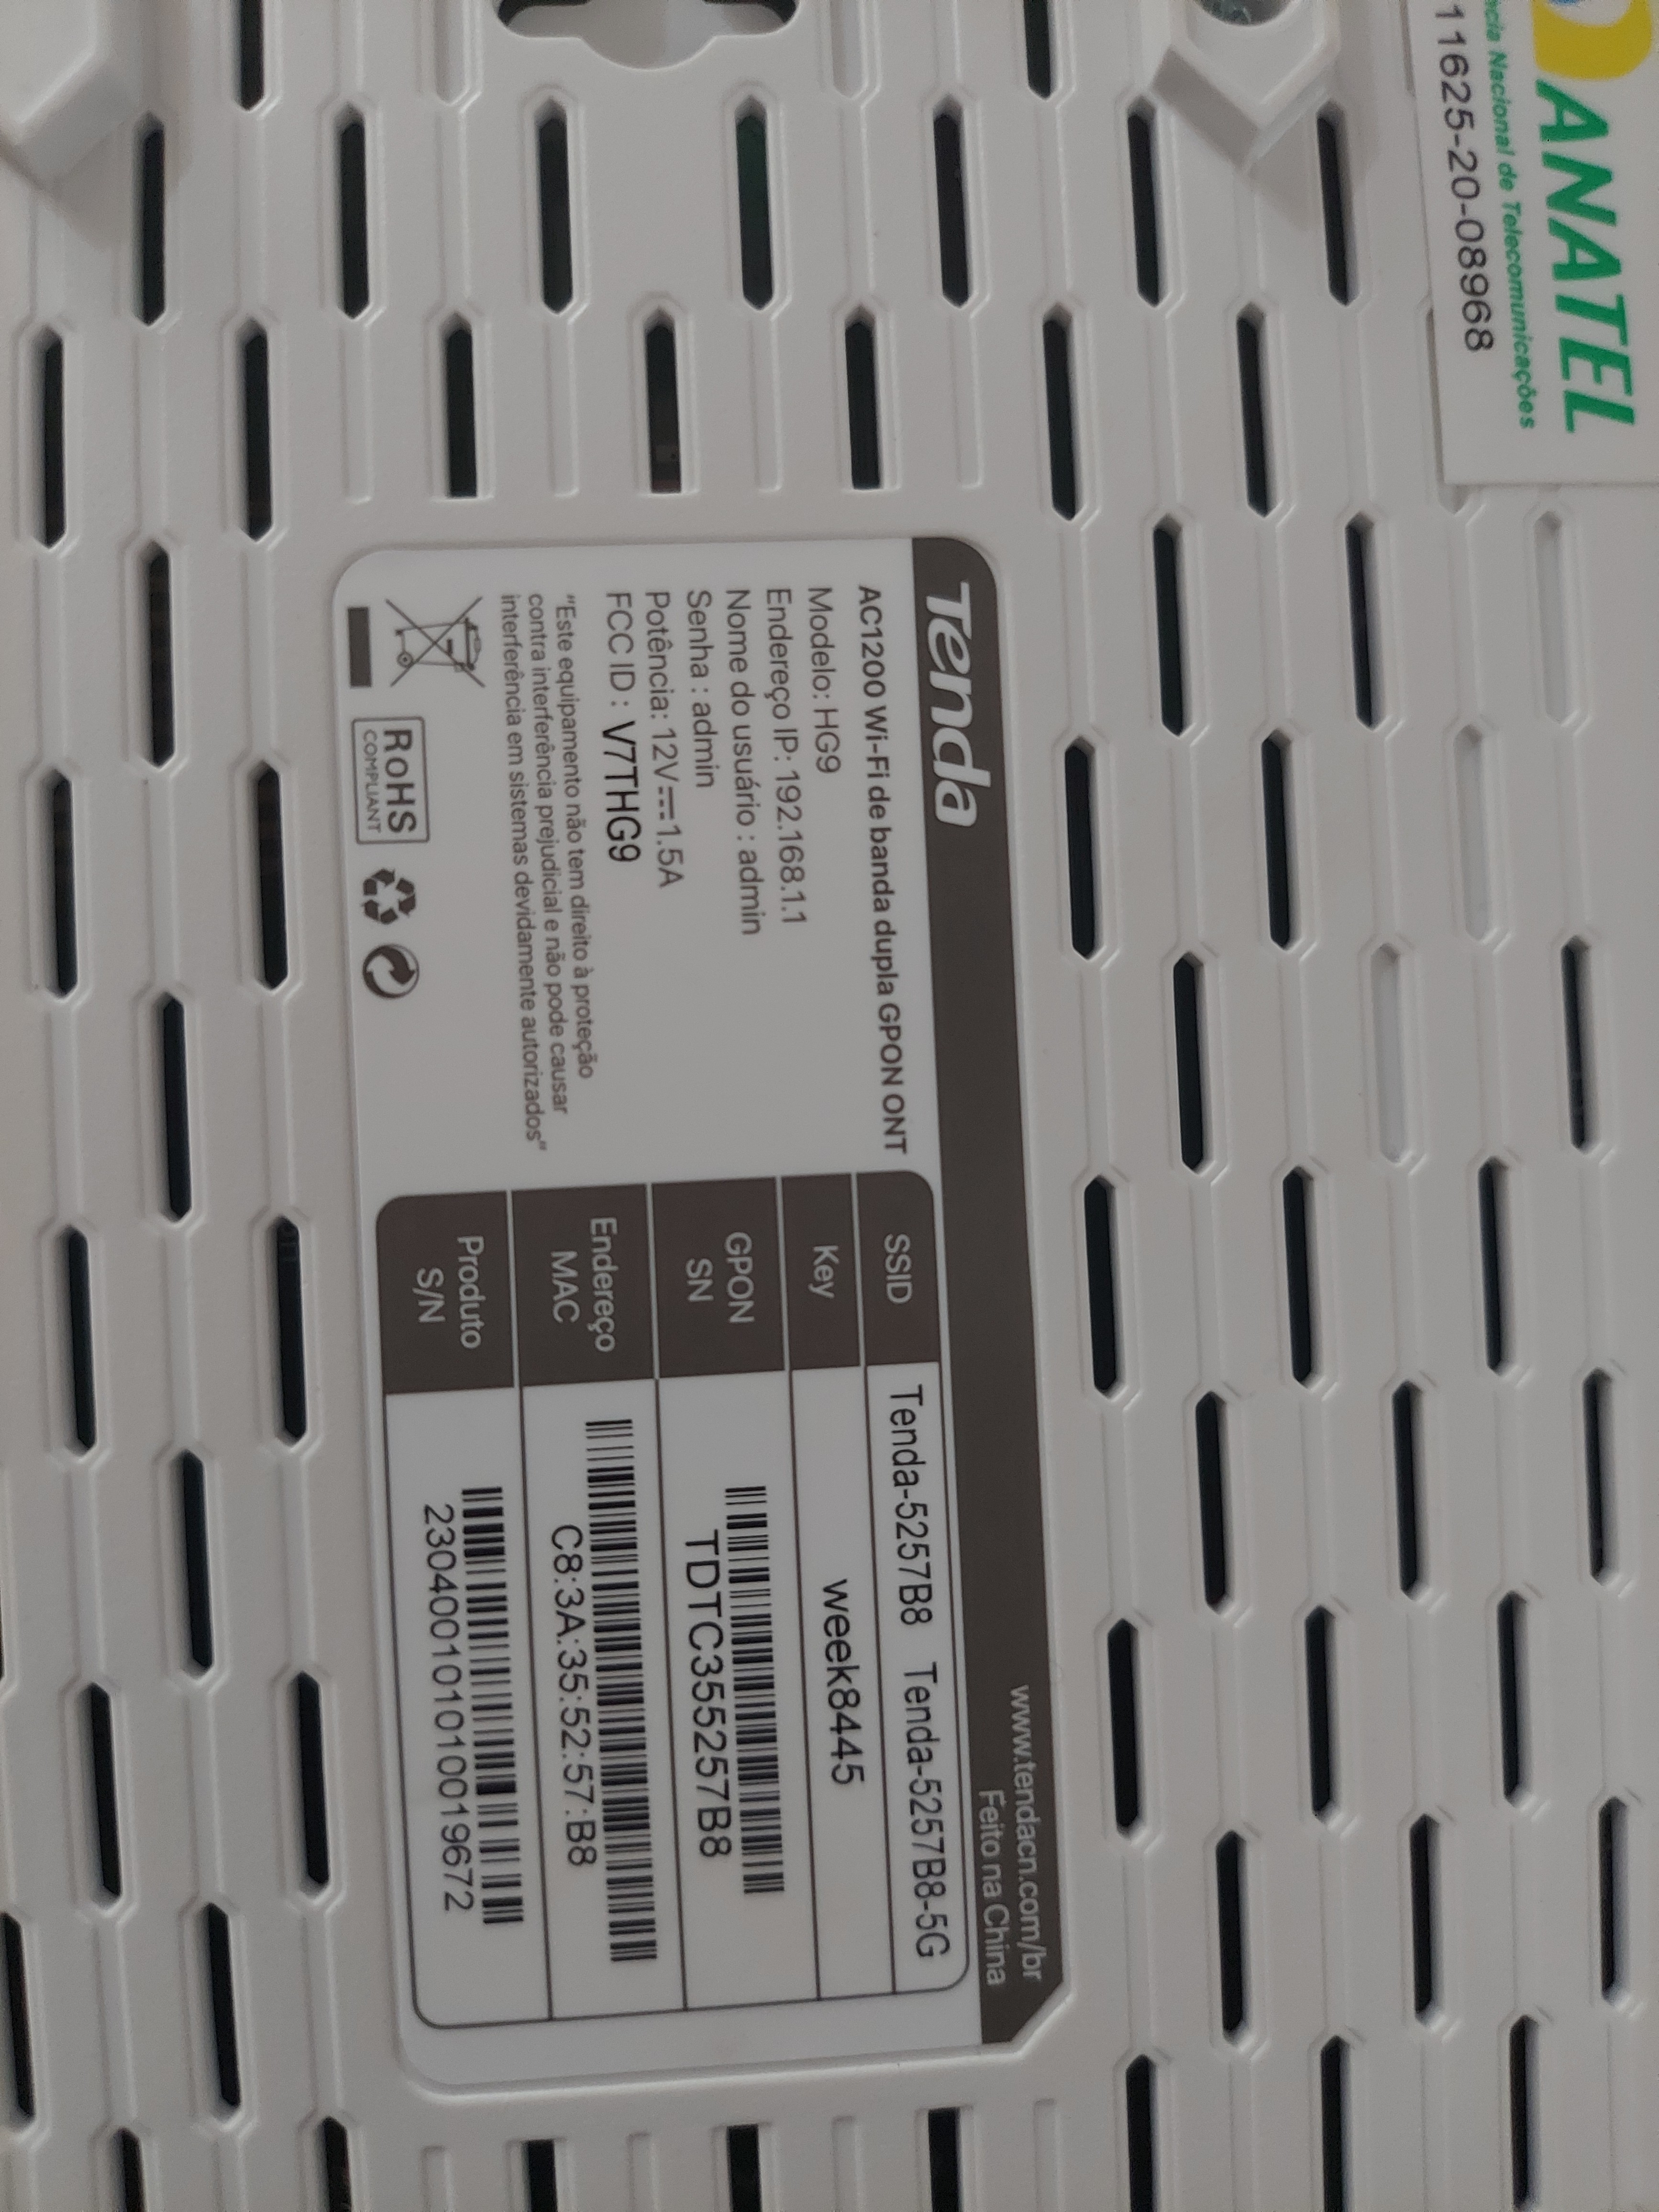 ANATEL
Nacional de Telecomunicações
11625-20-08968
Tenda
www.tendacn.com/br
Feito na China
AC1200 Wi-Fi de banda dupla GPON ONT
Modelo: HG9
Endereço IP: 192.168.1.1
Nome do usuário : admin
Senha : admin
Potência: 12V⎓1.5A
FCC ID : V7THG9
"Este equipamento não tem direito à proteção
contra interferência prejudicial e não pode causar
interferência em sistemas devidamente autorizados"
RoHS
COMPLIANT
SSID Tenda-5257B8 Tenda-5257B8-5G
Key week8445
GPON
SN
TDTC355257B8
Endereço
MAC
C8:3A:35:52:57:B8
Produto
S/N
230400101010019672